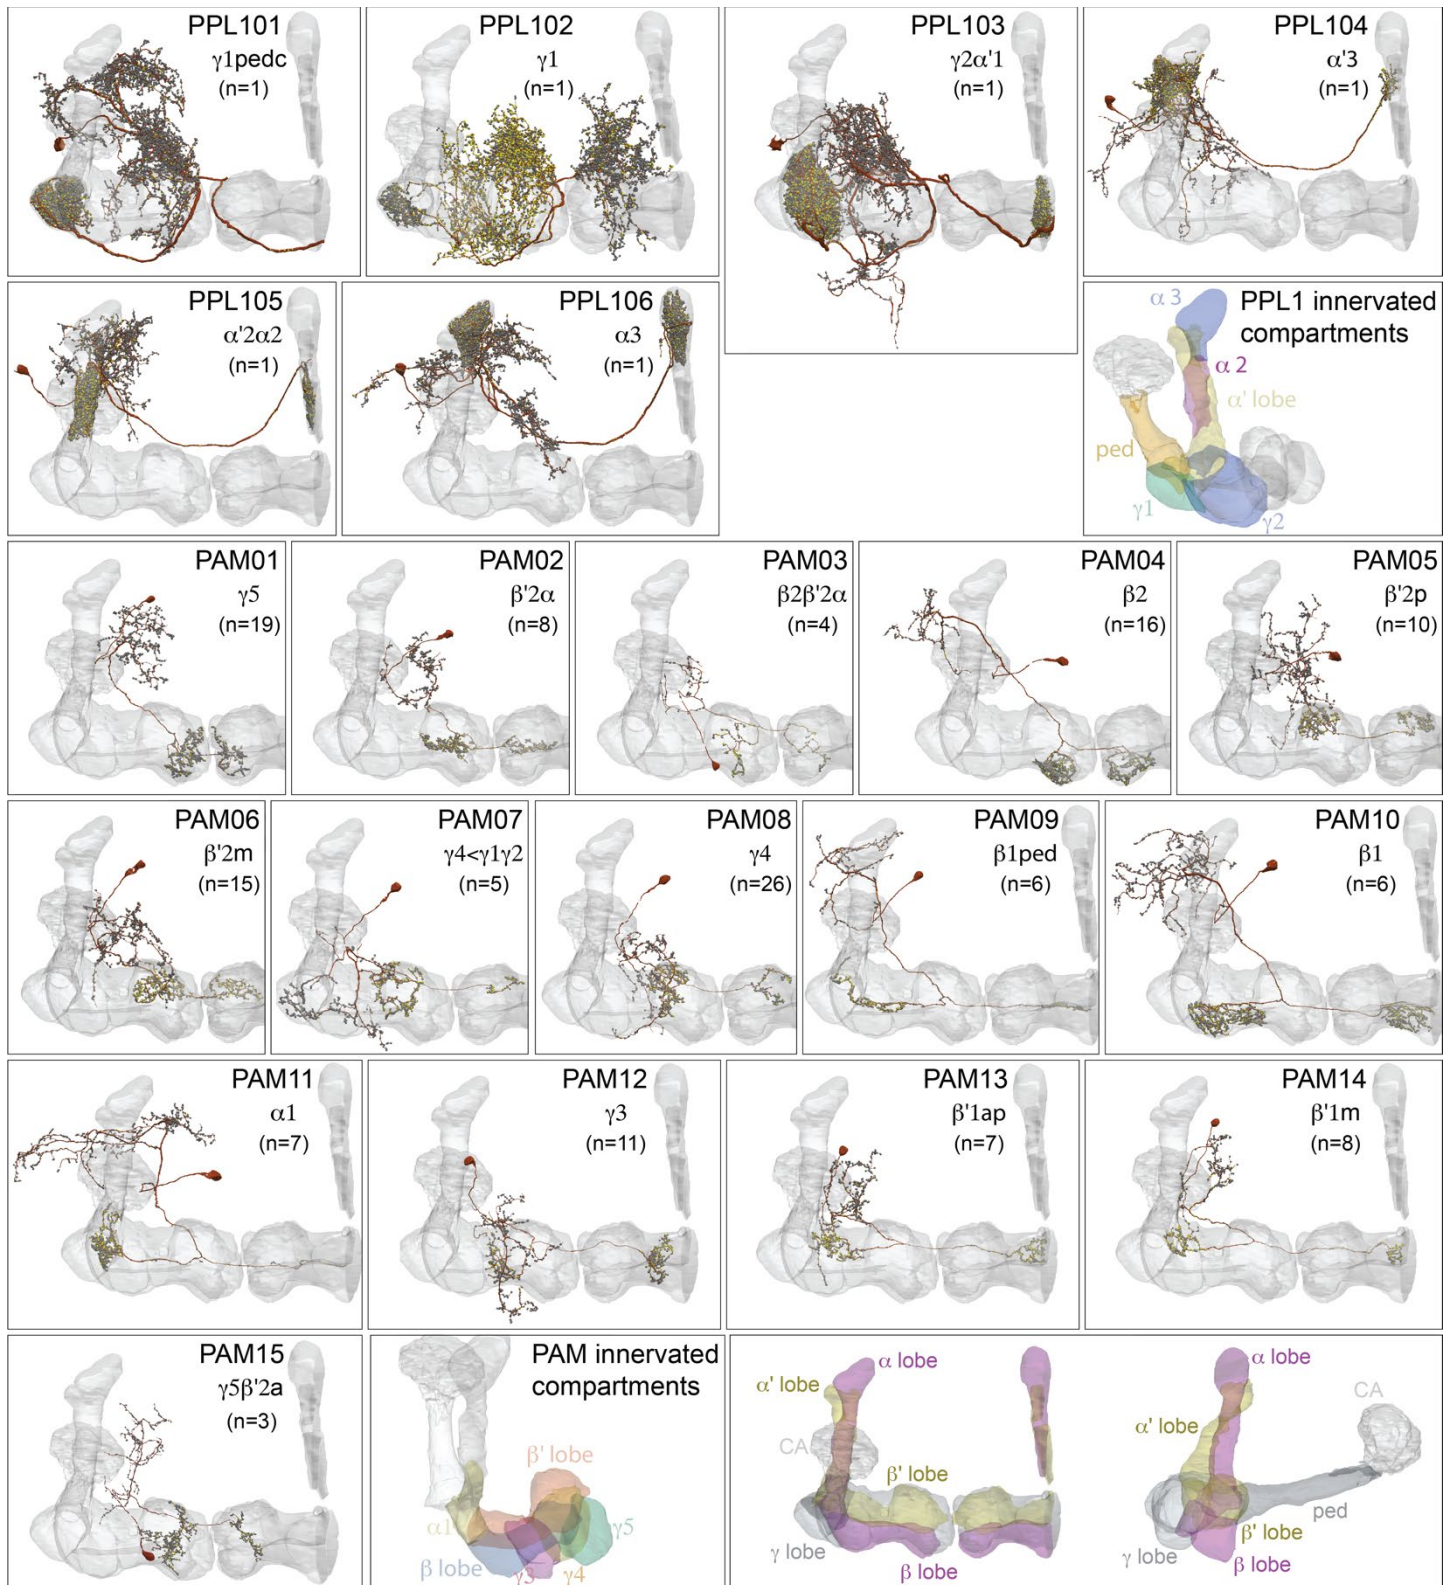 PPL101
γ1pedc
(n=1)
PPL102
γ1
(n=1)
PPL103
γ2α'1
(n=1)
PPL104
α'3
(n=1)
PPL105
α'2α2
(n=1)
PPL106
α3
(n=1)
PPL1 innervated
compartments
α 3
α 2
α' lobe
ped
γ1
γ2
PAM01
γ5
(n=19)
PAM02
β'2α
(n=8)
PAM03
β2β'2α
(n=4)
PAM04
β2
(n=16)
PAM05
β'2p
(n=10)
PAM06
β'2m
(n=15)
PAM07
γ4<γ1γ2
(n=5)
PAM08
γ4
(n=26)
PAM09
β1ped
(n=6)
PAM10
β1
(n=6)
PAM11
α1
(n=7)
PAM12
γ3
(n=11)
PAM13
β'1ap
(n=7)
PAM14
β'1m
(n=8)
PAM15
γ5β'2a
(n=3)
PAM innervated
compartments
β' lobe
α1
γ5
β lobe
γ3
γ4
α lobe
α' lobe
CA
β' lobe
γ lobe
β lobe
α lobe
CA
α' lobe
ped
β' lobe
γ lobe
β lobe